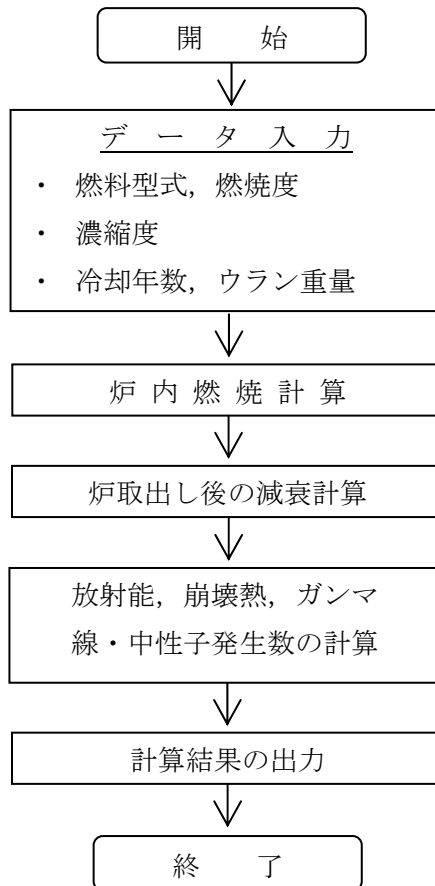 開　始
データ入力
・ 燃料型式，燃焼度
・ 濃縮度
・ 冷却年数，ウラン重量
炉内燃焼計算
炉取出し後の減衰計算
放射能，崩壊熱，ガンマ
線・中性子発生数の計算
計算結果の出力
終　了